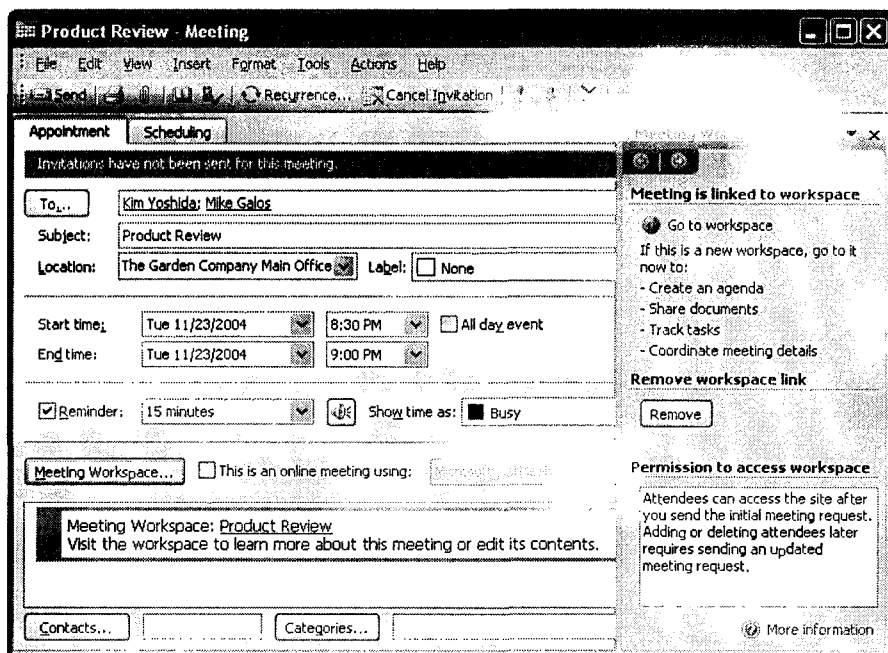 Product Review - Meeting
File Edit View Insert Format Tools Actions Help
Send Recurrence... Cancel Invitation
Appointment Scheduling
Invitations have not been sent for this meeting.
To... Kim Yoshida; Mike Galos
Subject: Product Review
Location: The Garden Company Main Office Label: None
Start time: Tue 11/23/2004 8:30 PM All day event
End time: Tue 11/23/2004 9:00 PM
Reminder: 15 minutes Show time as: Busy
Meeting Workspace... This is an online meeting using:
Meeting Workspace: Product Review
Visit the workspace to learn more about this meeting or edit its contents.
Contacts... Categories...
Meeting
Meeting is linked to workspace
Go to workspace
If this is a new workspace, go to it
now to:
- Create an agenda
- Share documents
- Track tasks
- Coordinate meeting details
Remove workspace link
Remove
Permission to access workspace
Attendees can access the site after
you send the initial meeting request.
Adding or deleting attendees later
requires sending an updated
meeting request.
More information